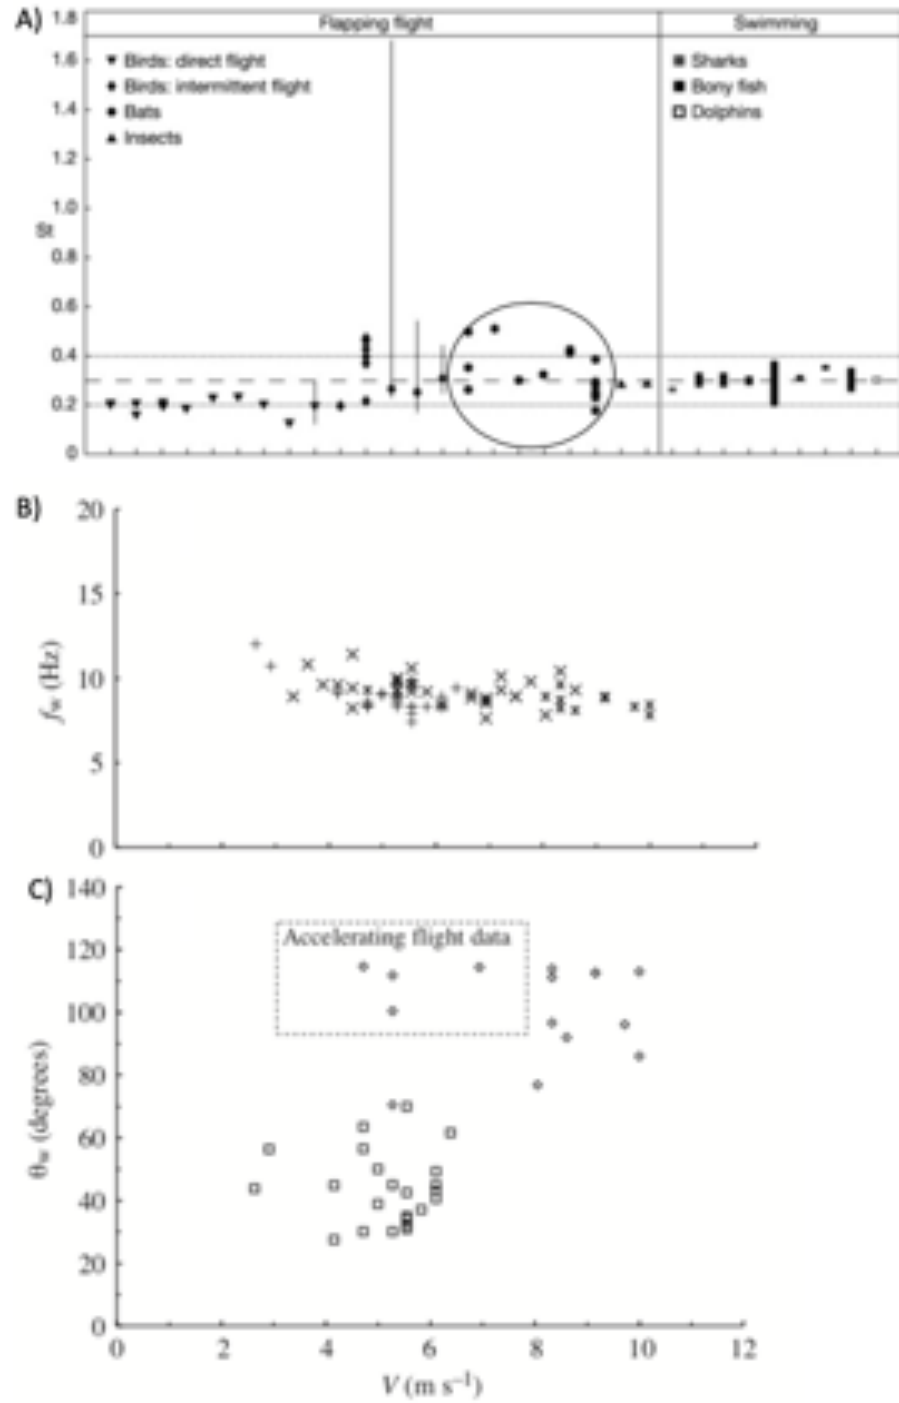 A)
Flapping flight Swimming
1.8
1.6
1.4
1.2
1.0
0.8
0.6
0.4
0.2
0
St
Birds: direct flight
Birds: intermittent flight
Bats
Insects
Sharks
Bony fish
Dolphins
B)
20
15
10
5
0
fw (Hz)
C)
140
120
100
80
60
40
20
0
θw (degrees)
Accelerating flight data
0 2 4 6 8 10 12
V (m s–1)